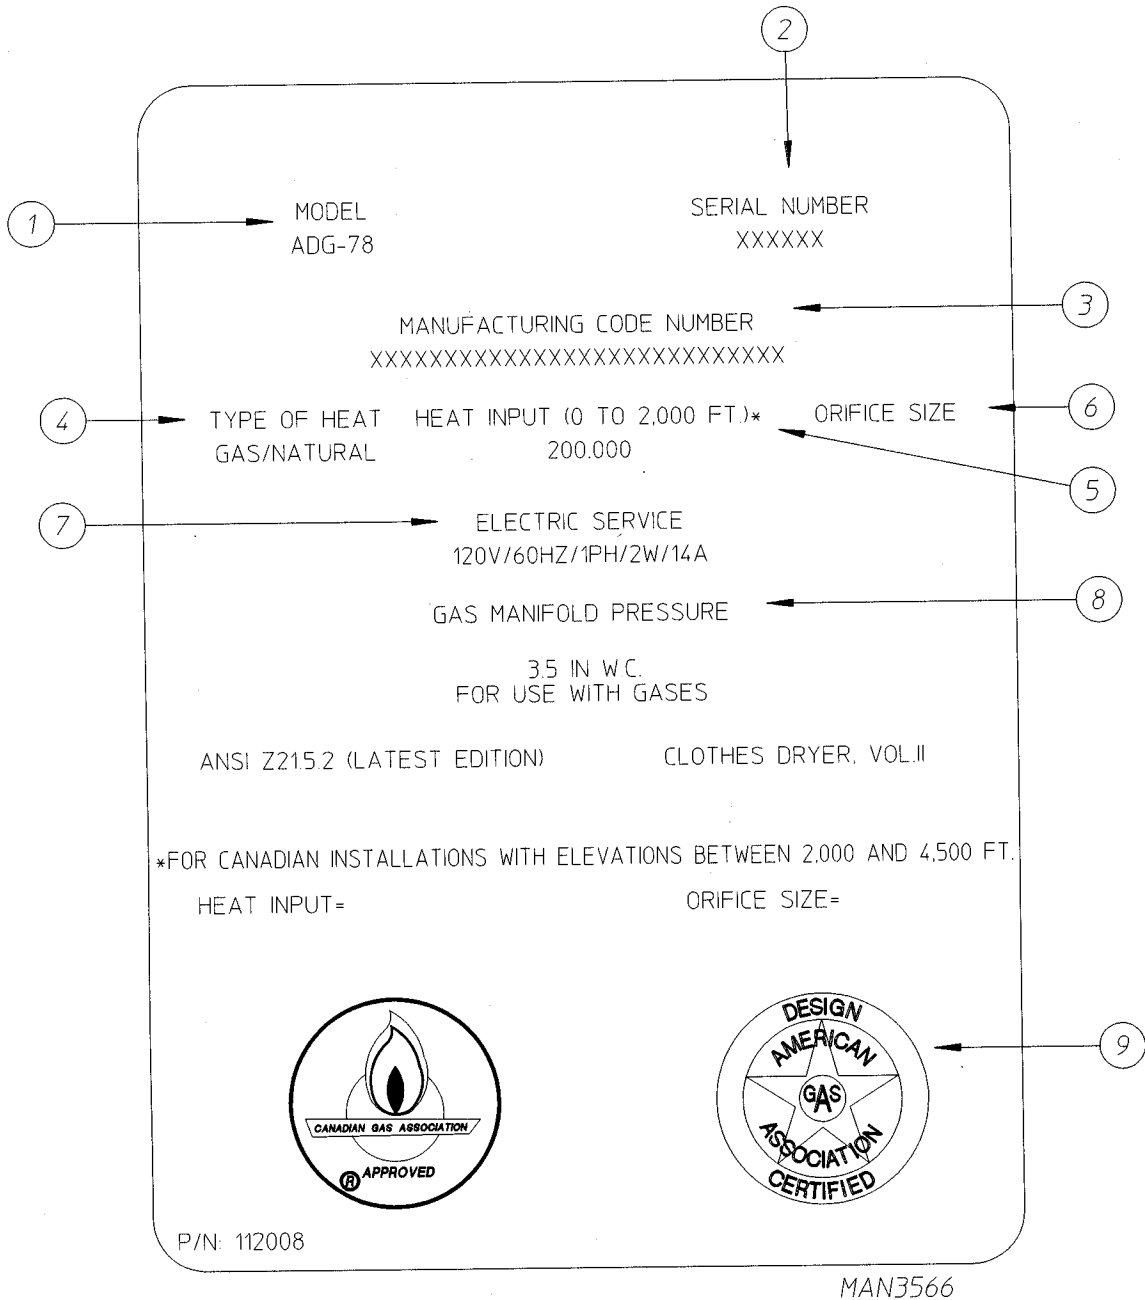 2
1
MODEL
ADG-78
SERIAL NUMBER
XXXXXX
3
MANUFACTURING CODE NUMBER
XXXXXXXXXXXXXXXXXXXXXXXXXXXX
4
TYPE OF HEAT
GAS/NATURAL
HEAT INPUT (0 TO 2,000 FT.)*
200.000
ORIFICE SIZE
6
5
7
ELECTRIC SERVICE
120V/60HZ/1PH/2W/14A
GAS MANIFOLD PRESSURE
8
3.5 IN W.C.
FOR USE WITH GASES
ANSI Z21.5.2 (LATEST EDITION)
CLOTHES DRYER, VOL.II
*FOR CANADIAN INSTALLATIONS WITH ELEVATIONS BETWEEN 2,000 AND 4,500 FT.
HEAT INPUT=
ORIFICE SIZE=
CANADIAN GAS ASSOCIATION
® APPROVED
DESIGN
AMERICAN
GAS
ASSOCIATION
CERTIFIED
9
P/N: 112008
MAN3566